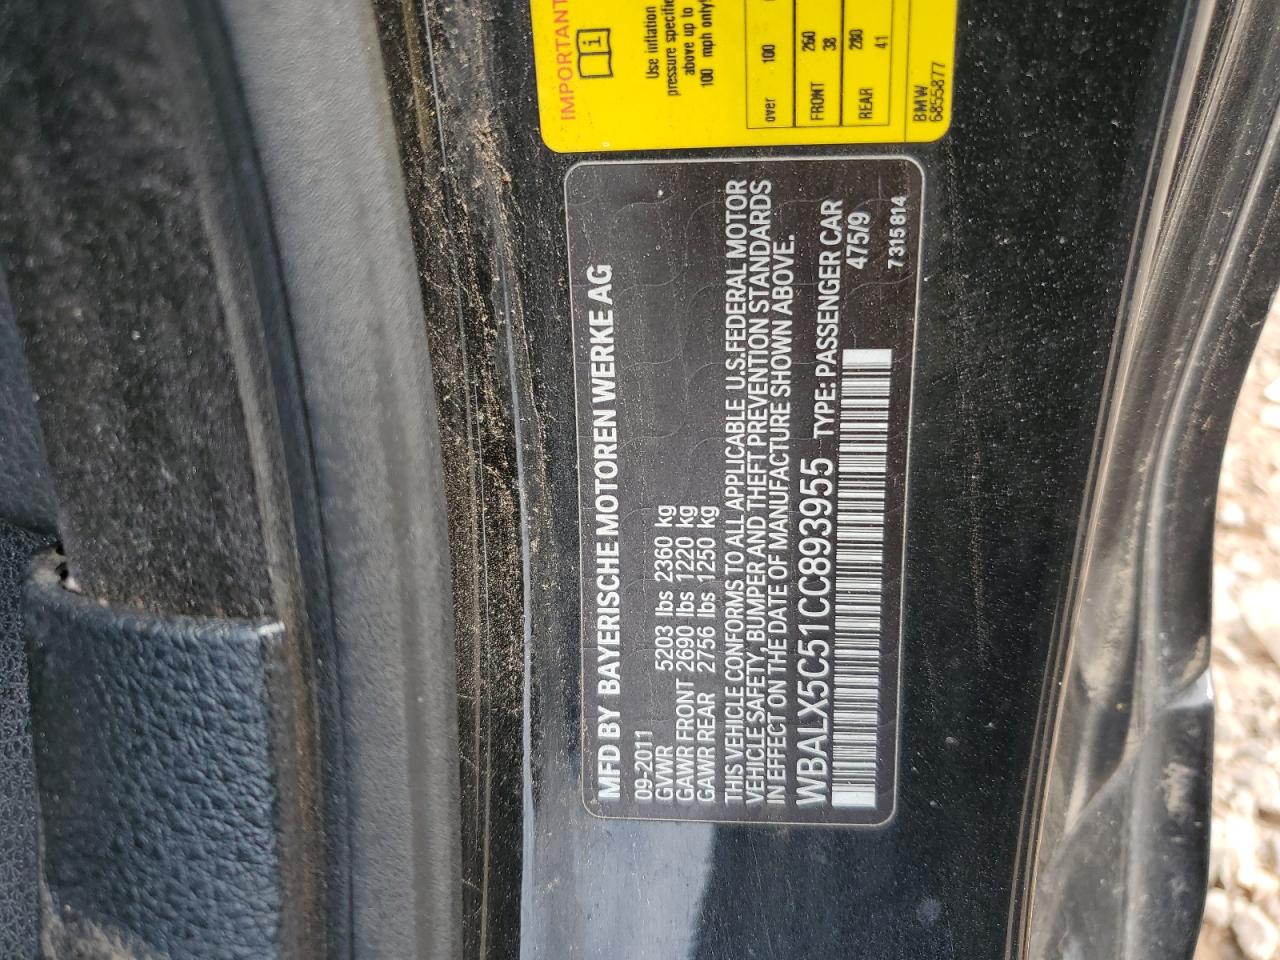 IMPORTANT
Use inflation
pressure specifie
above up to
100 mph only!
over 100
FRONT 260
38
REAR 280
41
BMW
6855877
MFD BY BAYERISCHE MOTOREN WERKE AG
09-2011
GVWR 5203 lbs 2360 kg
GAWR FRONT 2690 lbs 1220 kg
GAWR REAR 2756 lbs 1250 kg
THIS VEHICLE CONFORMS TO ALL APPLICABLE U.S.FEDERAL MOTOR
VEHICLE SAFETY, BUMPER AND THEFT PREVENTION STANDARDS
IN EFFECT ON THE DATE OF MANUFACTURE SHOWN ABOVE.
WBALX5C51CC893955 TYPE: PASSENGER CAR
475/9
7 315 814